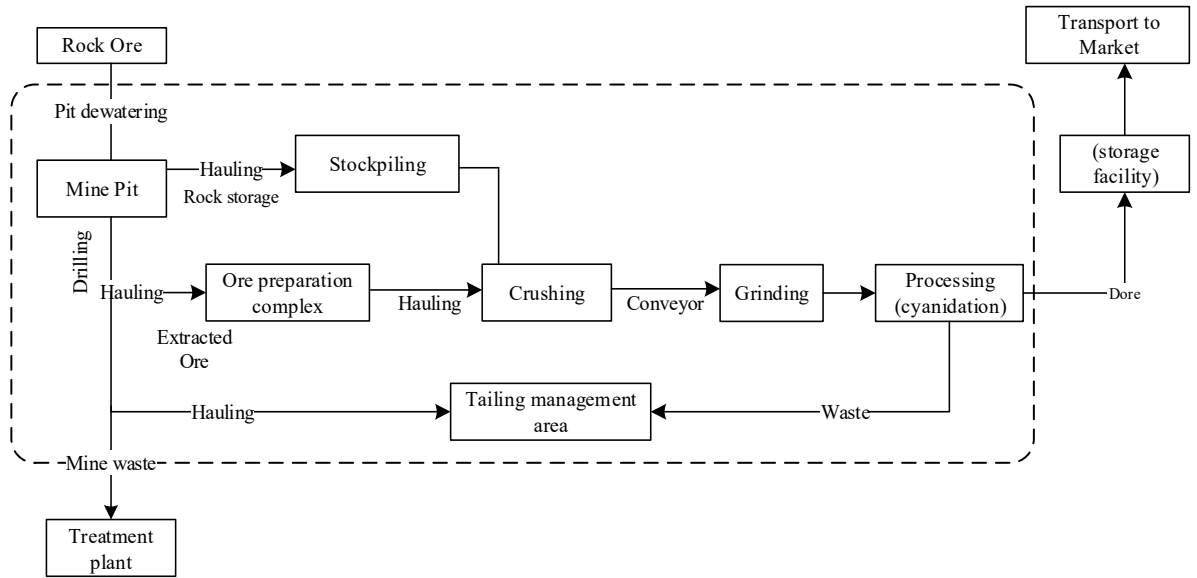 Rock Ore
Transport to
Market
Pit dewatering
(storage
facility)
Mine Pit
Hauling
Rock storage
Stockpiling
Drilling
Hauling
Ore preparation
complex
Extracted
Ore
Hauling
Crushing
Conveyor
Grinding
Processing
(cyanidation)
Dore
Hauling
Tailing management
area
Waste
Mine waste
Treatment
plant